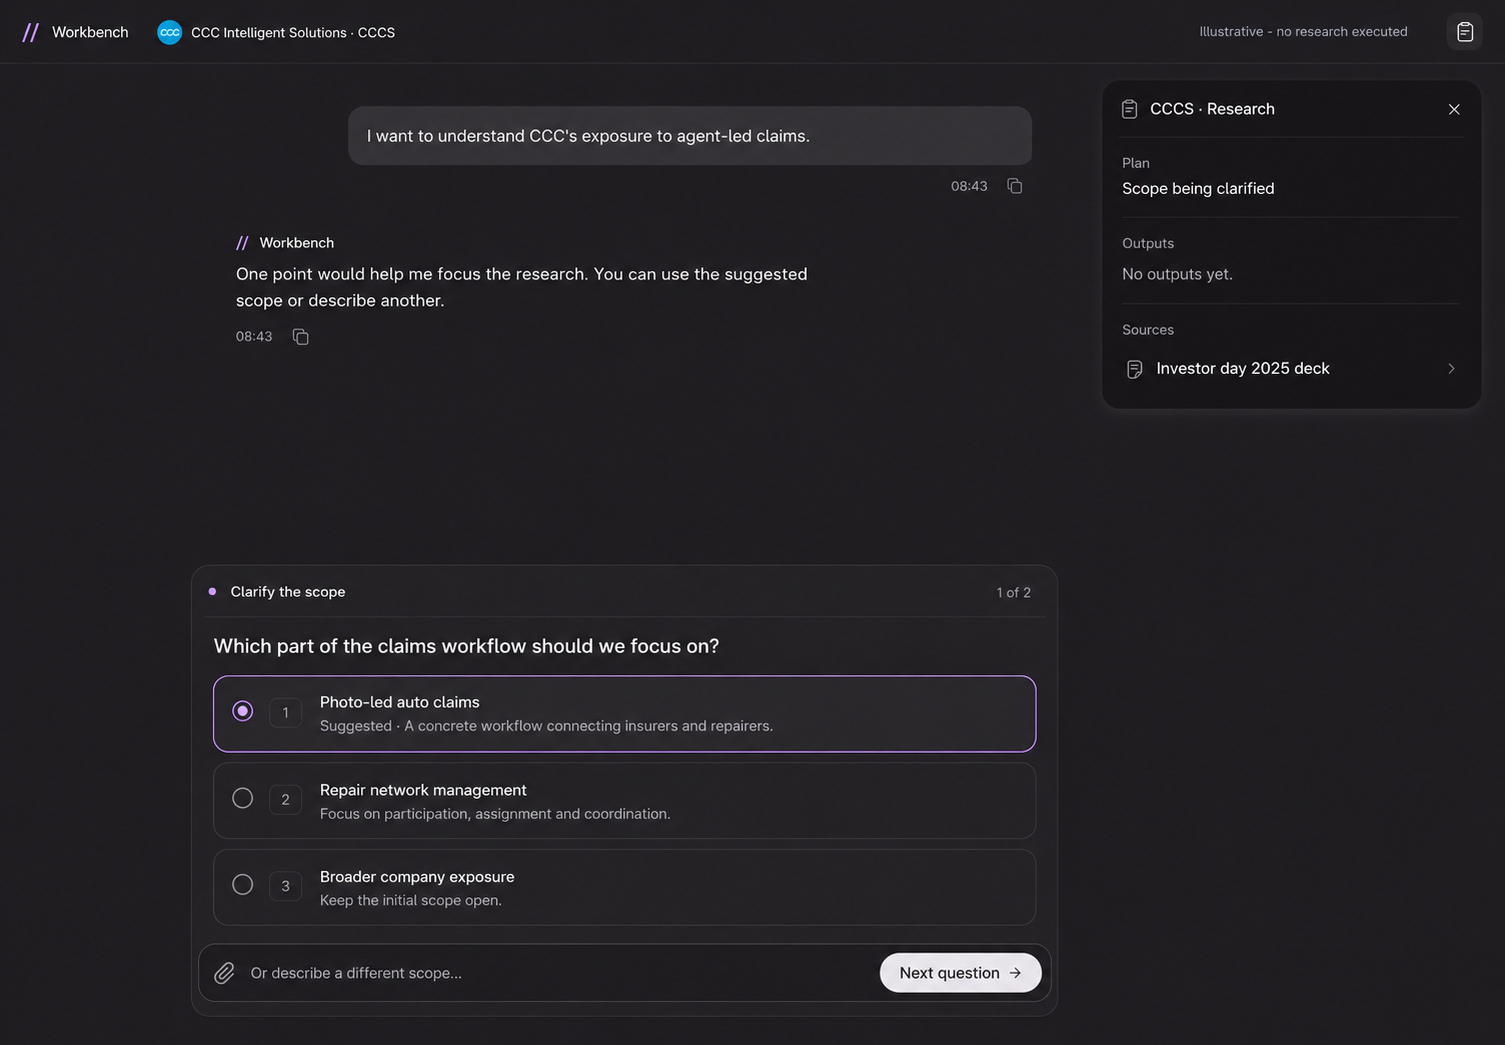 // Workbench
CCC
CCC Intelligent Solutions · CCCS
Illustrative - no research executed
I want to understand CCC's exposure to agent-led claims.
08:43
// Workbench
One point would help me focus the research. You can use the suggested
scope or describe another.
08:43
CCCS · Research
Plan
Scope being clarified
Outputs
No outputs yet.
Sources
Investor day 2025 deck
Clarify the scope
1 of 2
Which part of the claims workflow should we focus on?
1
Photo-led auto claims
Suggested · A concrete workflow connecting insurers and repairers.
2
Repair network management
Focus on participation, assignment and coordination.
3
Broader company exposure
Keep the initial scope open.
Or describe a different scope...
Next question →